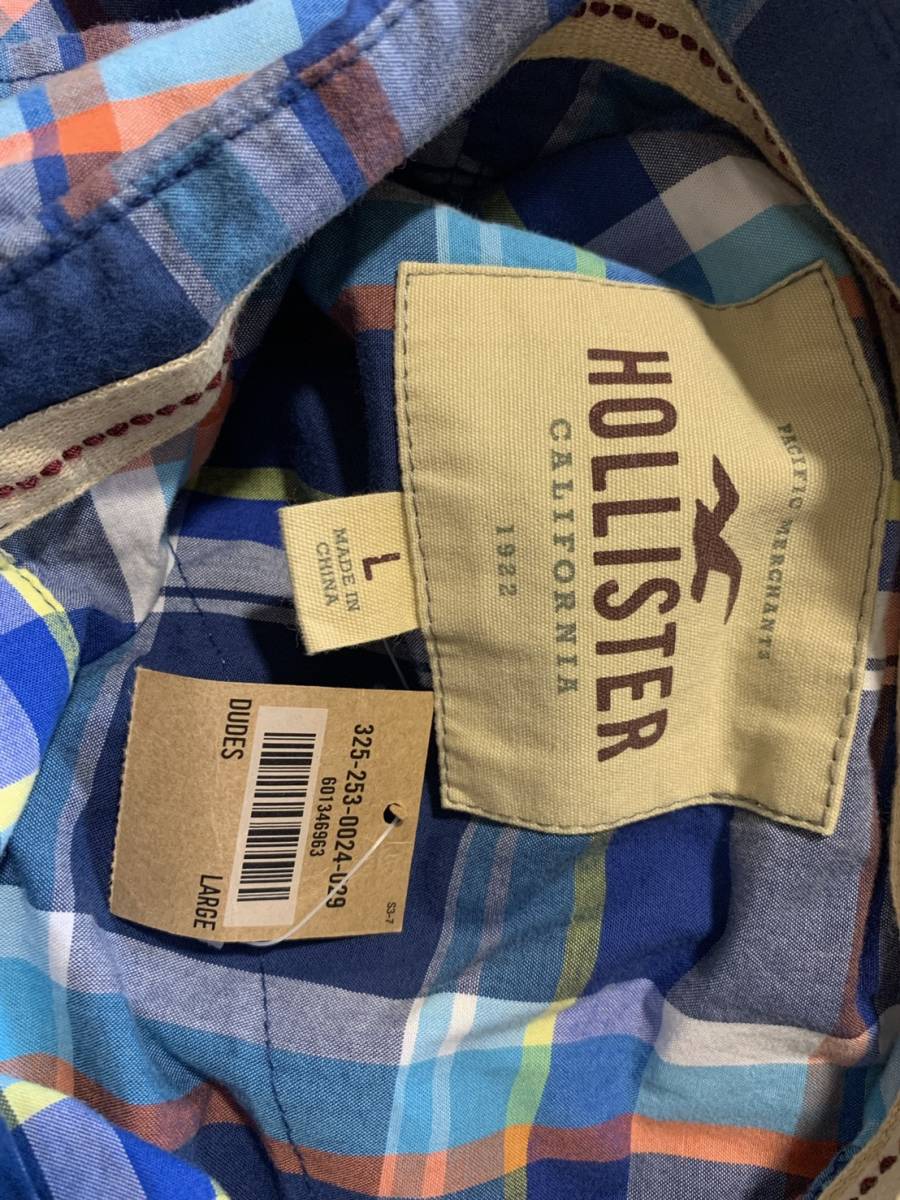 PACIFIC MERCHANTS
HOLLISTER
CALIFORNIA
1922
L
MADE IN
CHINA
S3-7
325-253-0024-029
601346963
DUDES LARGE